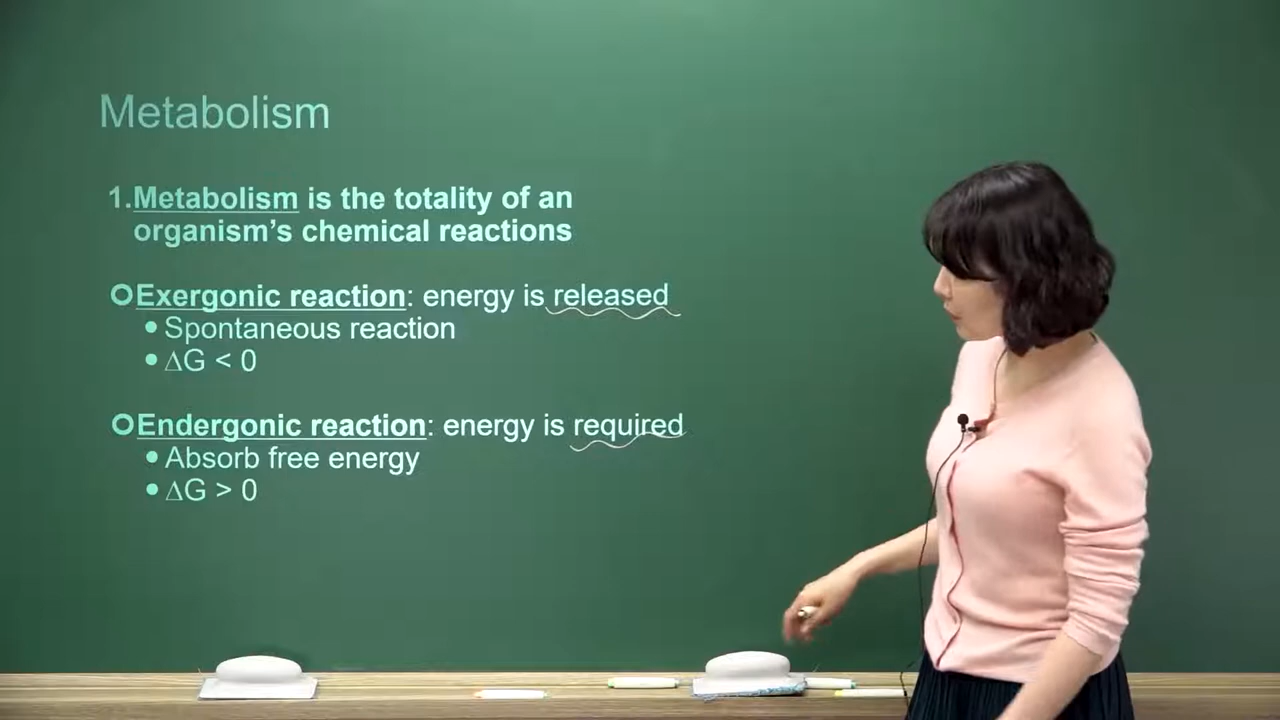 Metabolism
1.Metabolism is the totality of an
organism's chemical reactions
Exergonic reaction: energy is released
• Spontaneous reaction
• ΔG < 0
Endergonic reaction: energy is required
• Absorb free energy
• ΔG > 0